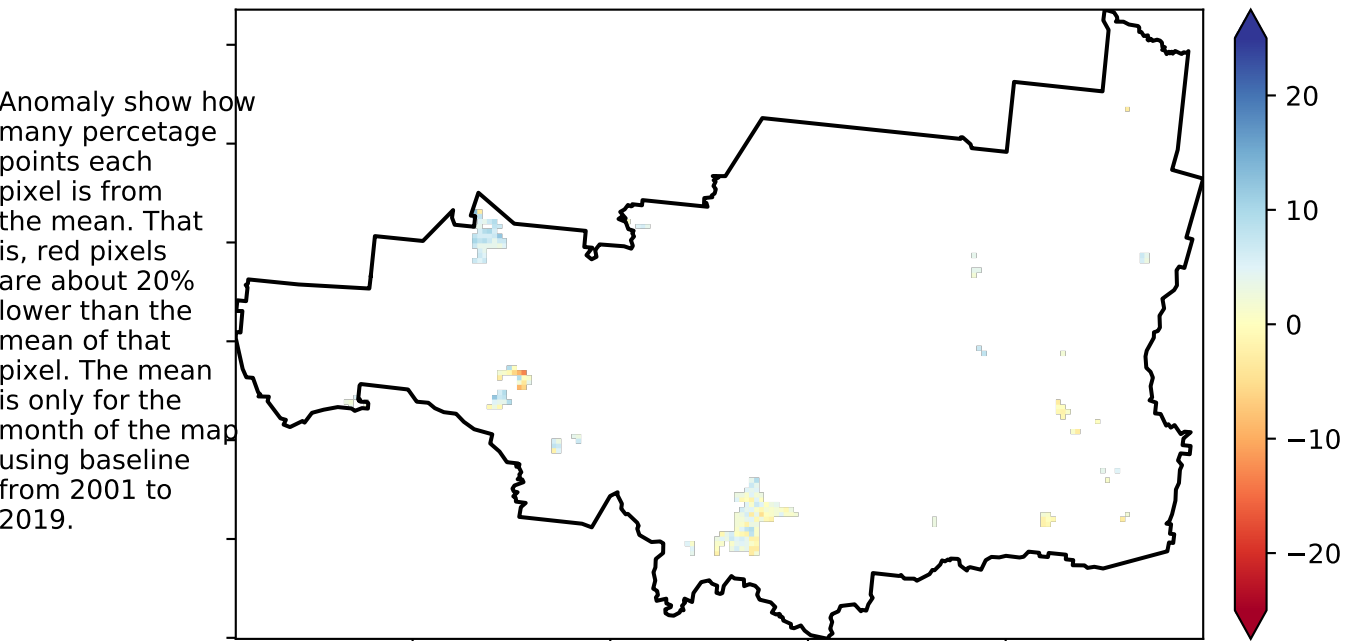 Anomaly show how
many percetage
points each
pixel is from
the mean. That
is, red pixels
are about 20%
lower than the
mean of that
pixel. The mean
is only for the
month of the map
using baseline
from 2001 to
2019.
20
10
0
−10
−20